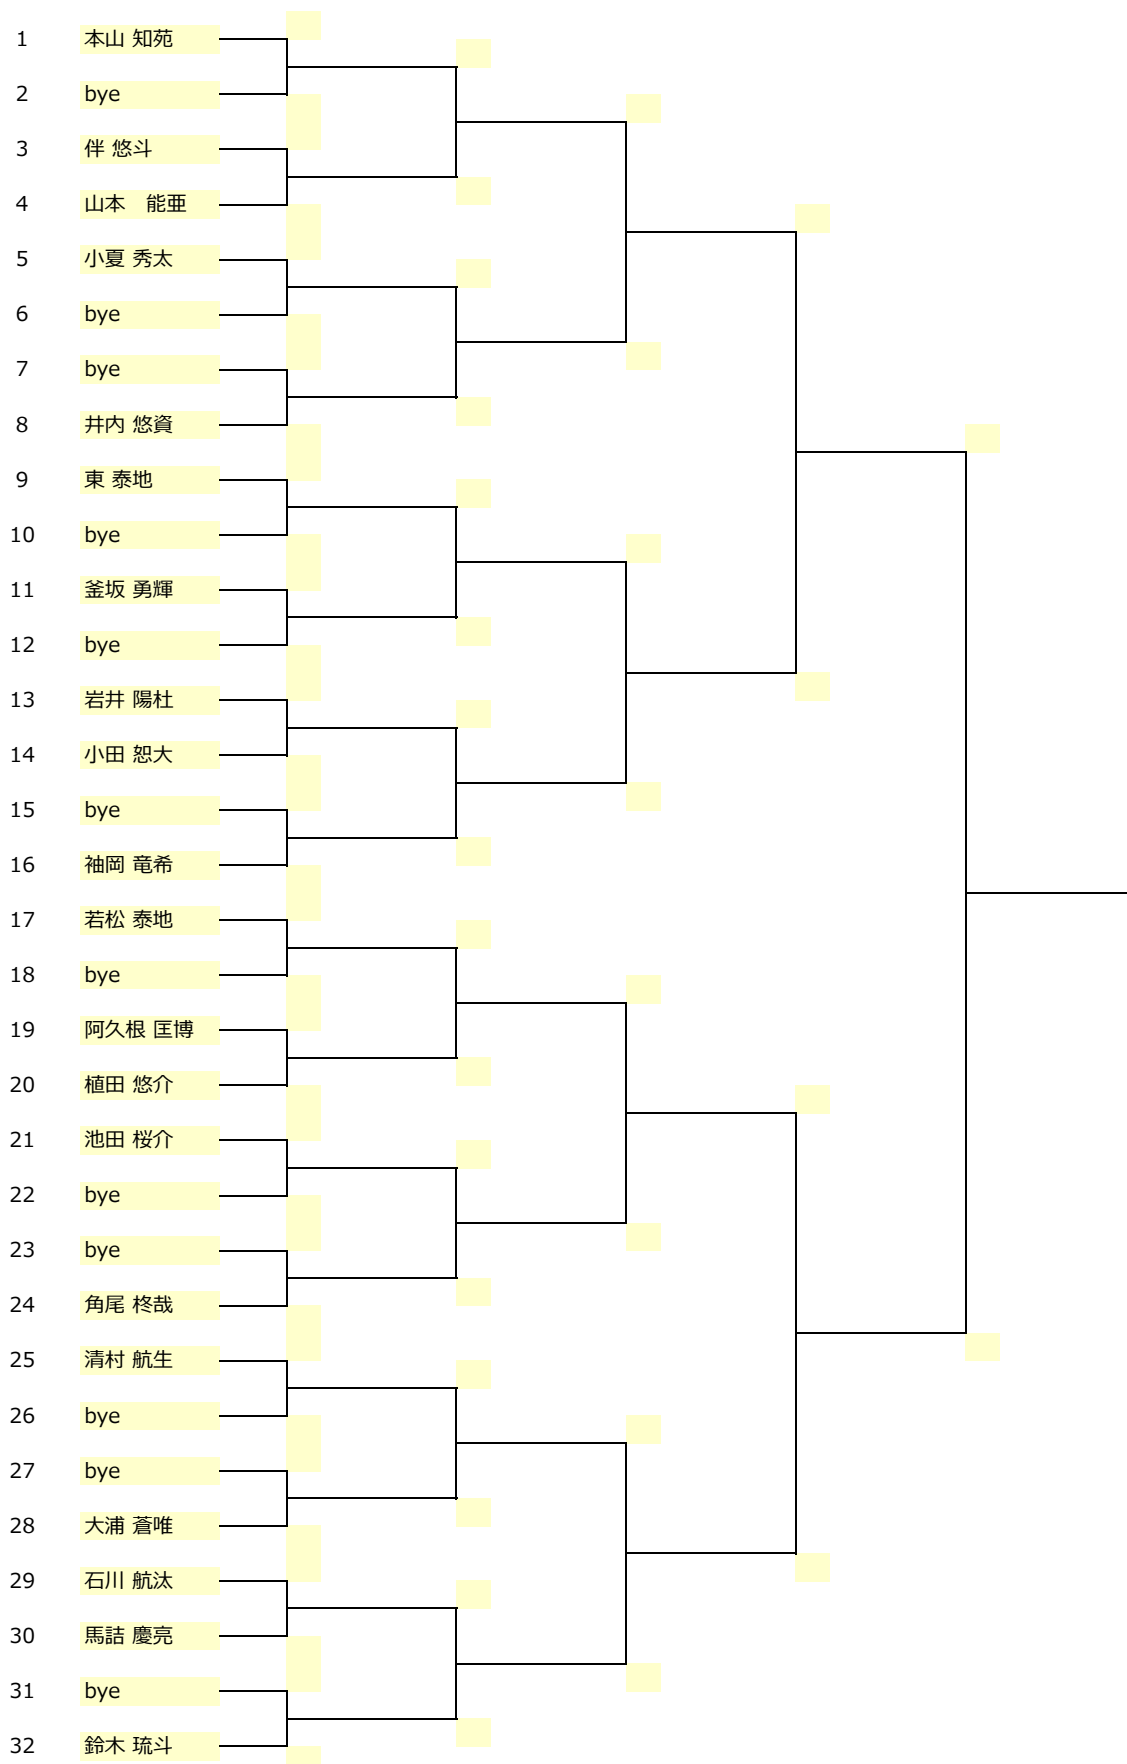 1 本山 知苑
2 bye
3 伴 悠斗
4 山本　能亜
5 小夏 秀太
6 bye
7 bye
8 井内 悠資
9 東 泰地
10 bye
11 釜坂 勇輝
12 bye
13 岩井 陽杜
14 小田 恕大
15 bye
16 袖岡 竜希
17 若松 泰地
18 bye
19 阿久根 匡博
20 植田 悠介
21 池田 桜介
22 bye
23 bye
24 角尾 柊哉
25 清村 航生
26 bye
27 bye
28 大浦 蒼唯
29 石川 航汰
30 馬詰 慶亮
31 bye
32 鈴木 琉斗